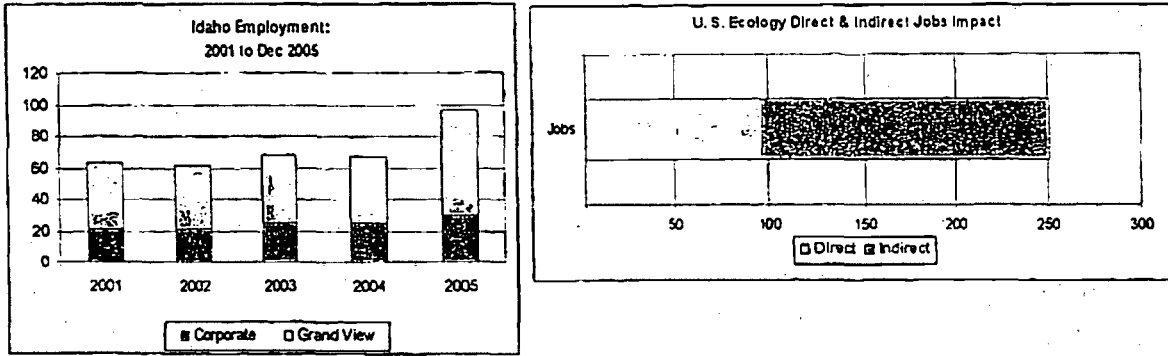 Idaho Employment:
2001 to Dec 2005
120
100
80
60
40
20
0
2001 2002 2003 2004 2005
Corporate Grand View
U. S. Ecology Direct & Indirect Jobs Impact
Jobs
50 100 150 200 250 300
Direct Indirect